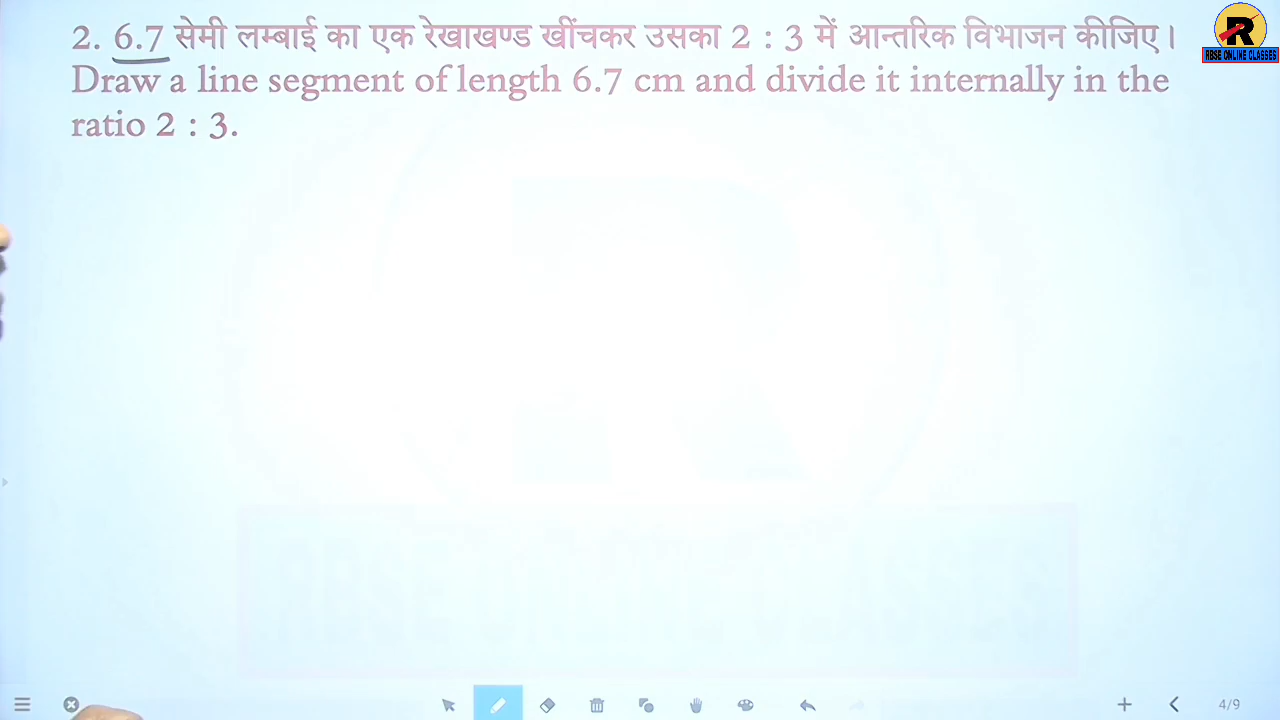 2. 6.7 सेमी लम्बाई का एक रेखाखण्ड खींचकर उसका 2 : 3 में आन्तरिक विभाजन कीजिए।
Draw a line segment of length 6.7 cm and divide it internally in the
ratio 2 : 3.
R
RBSE ONLINE CLASSES
4/9